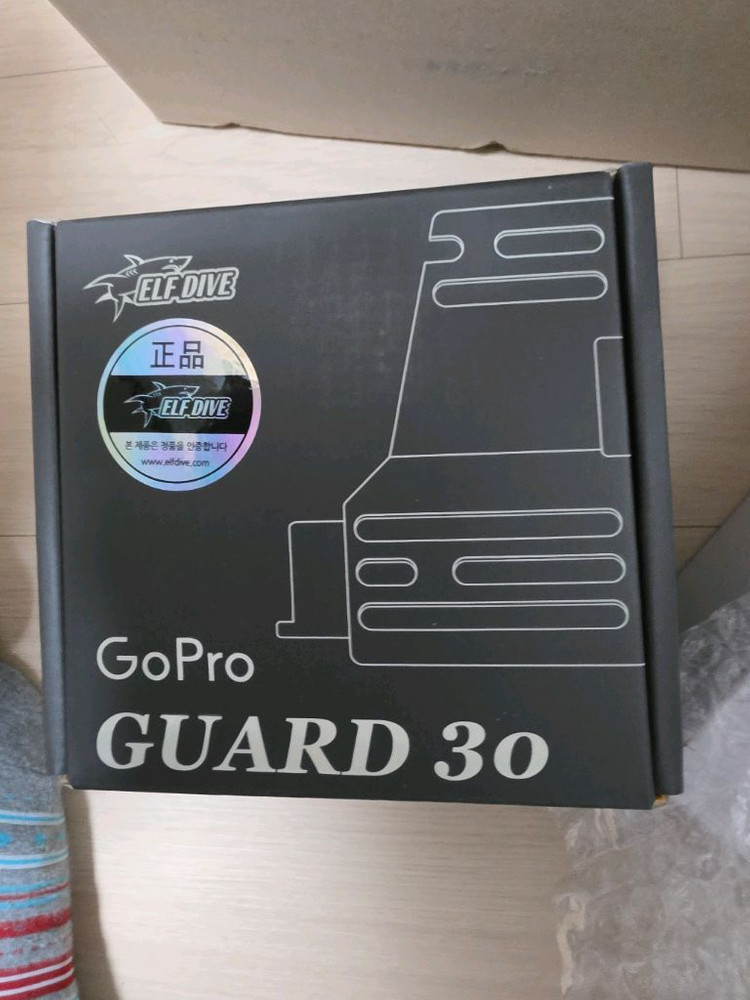 ELF DIVE
正品
ELF DIVE
본 제품은 정품을 인증합니다
www.elfdive.com
GoPro
GUARD 30